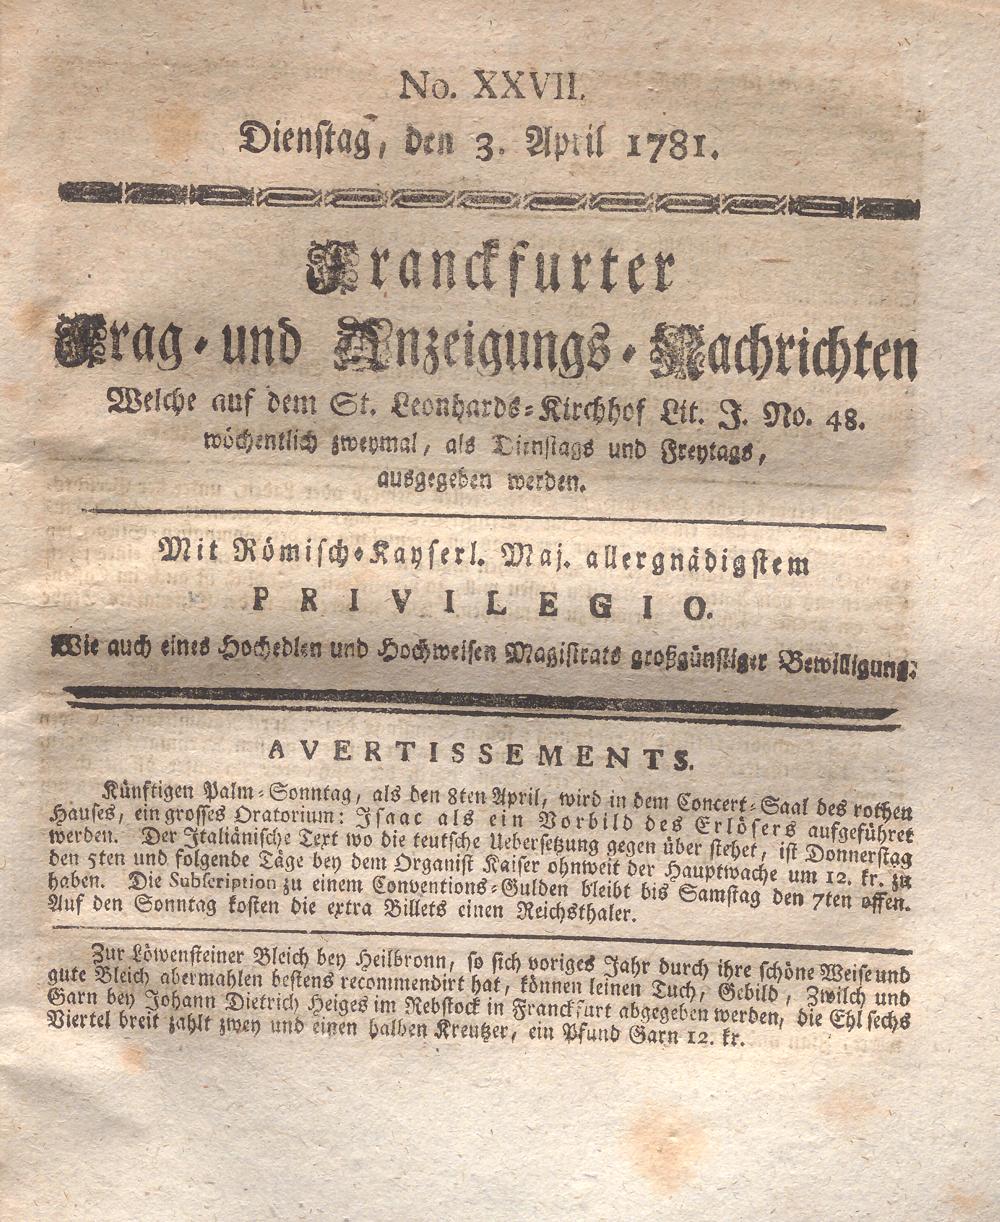 No. XXVII.
Dienſtag, den 3. April 1781.
Franckfurter
Frag-und Anzeigungs-Nachrichten
Welche auf dem St. Leonhards-Kirchhof Lit. J. No. 48.
wöchentlich zweymal, als Dienſtags und Freytags,
ausgegeben werden.
Mit Römiſch-Kayſerl. Maj. allergnädigſtem
PRIVILEGIO.
Wie auch eines Hochedlen und Hochweiſen Magiſtrats großgünſtiger Bewilligung.
AVERTISSEMENTS.
Künftigen Palm-Sonntag, als den 8ten April, wird in dem Concert-Saal des rothen
Hauſes, ein groſſes Oratorium: Iſaac als ein Vorbild des Erlöſers aufgeführet
werden. Der Italiäniſche Text wo die teutſche Ueberſetzung gegen über ſtehet, iſt Donnerſtag
den 5ten und folgende Täge bey dem Organiſt Kaiſer ohnweit der Hauptwache um 12. kr. zu
haben. Die Subſcription zu einem Conventions-Gulden bleibt bis Samſtag den 7ten offen.
Auf den Sonntag koſten die extra Billets einen Reichsthaler.
Zur Löwenſteiner Bleich bey Heilbronn, ſo ſich voriges Jahr durch ihre ſchöne Weiſe und
gute Bleich abermahlen beſtens recommendirt hat, können leinen Tuch, Gebild, Zwilch und
Garn bey Johann Dietrich Heiges im Rebſtock in Franckfurt abgegeben werden, die Ehl ſechs
Viertel breit zahlt zwey und einen halben Kreutzer, ein Pfund Garn 12. kr.